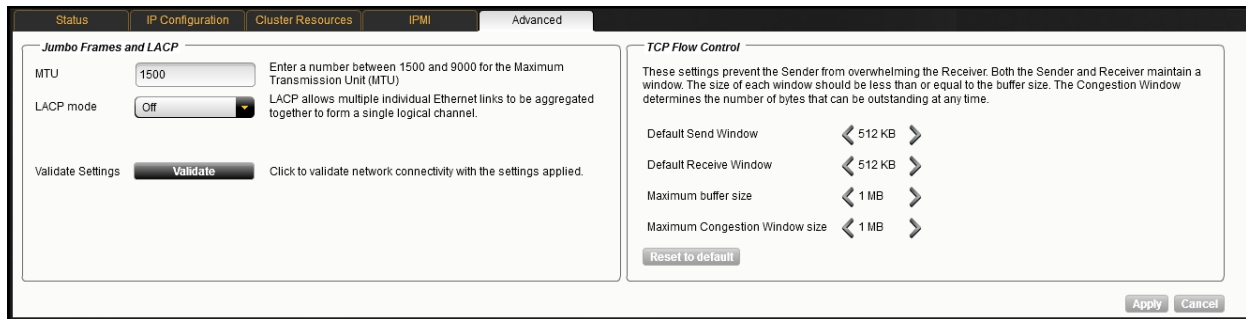 Status IP Configuration Cluster Resources IPMI Advanced
Jumbo Frames and LACP
MTU 1500 Enter a number between 1500 and 9000 for the Maximum
Transmission Unit (MTU)
LACP mode Off LACP allows multiple individual Ethernet links to be aggregated
together to form a single logical channel.
Validate Settings Validate Click to validate network connectivity with the settings applied.
TCP Flow Control
These settings prevent the Sender from overwhelming the Receiver. Both the Sender and Receiver maintain a
window. The size of each window should be less than or equal to the buffer size. The Congestion Window
determines the number of bytes that can be outstanding at any time.
Default Send Window 512 KB
Default Receive Window 512 KB
Maximum buffer size 1 MB
Maximum Congestion Window size 1 MB
Reset to default
Apply Cancel